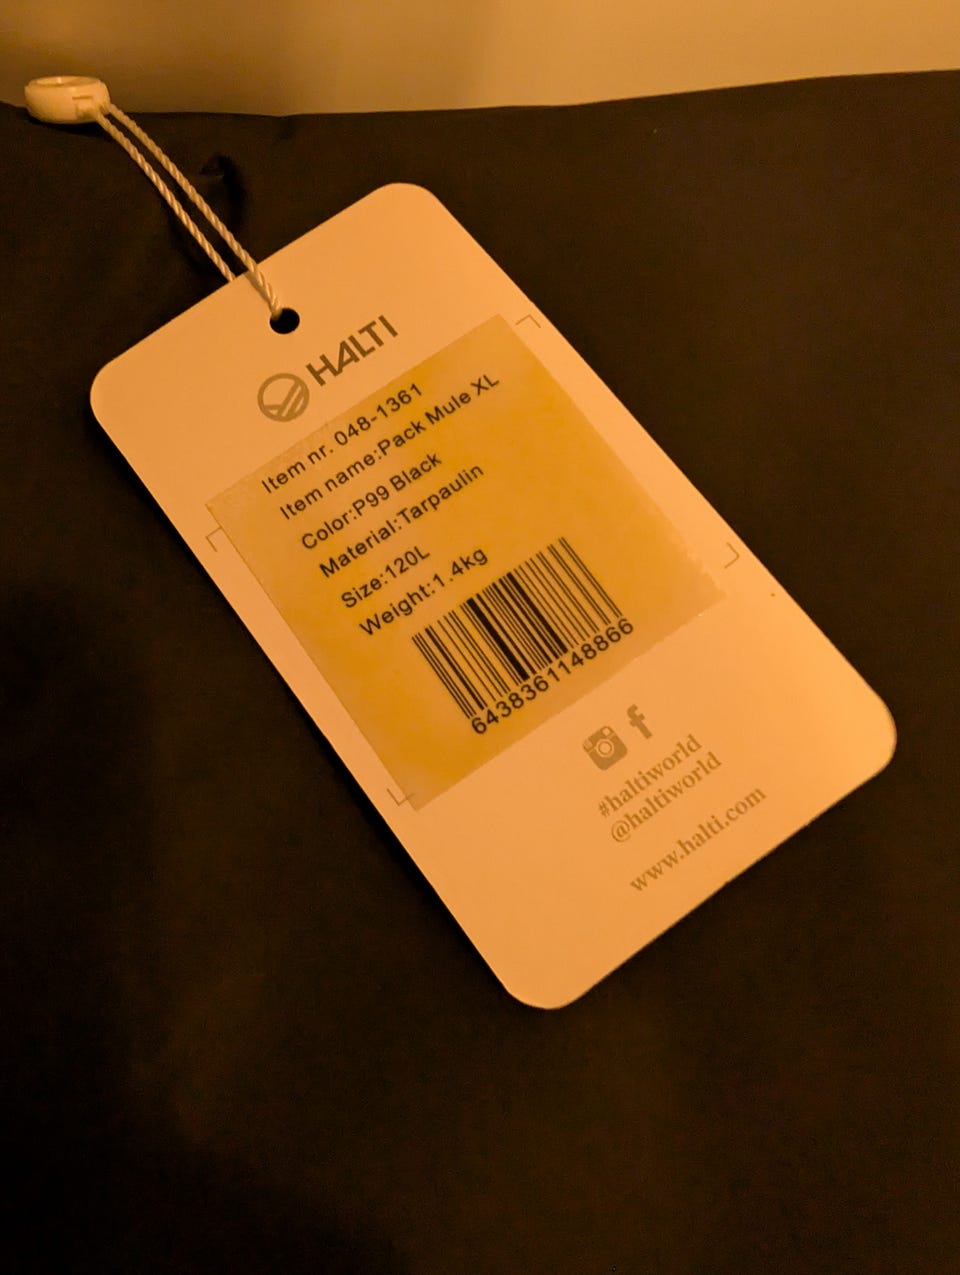 HALTI
Item nr. 048-1361
Item name:Pack Mule XL
Color:P99 Black
Material:Tarpaulin
Size:120L
Weight:1.4kg
6438361148866
#haltiworld
@haltiworld
www.halti.com